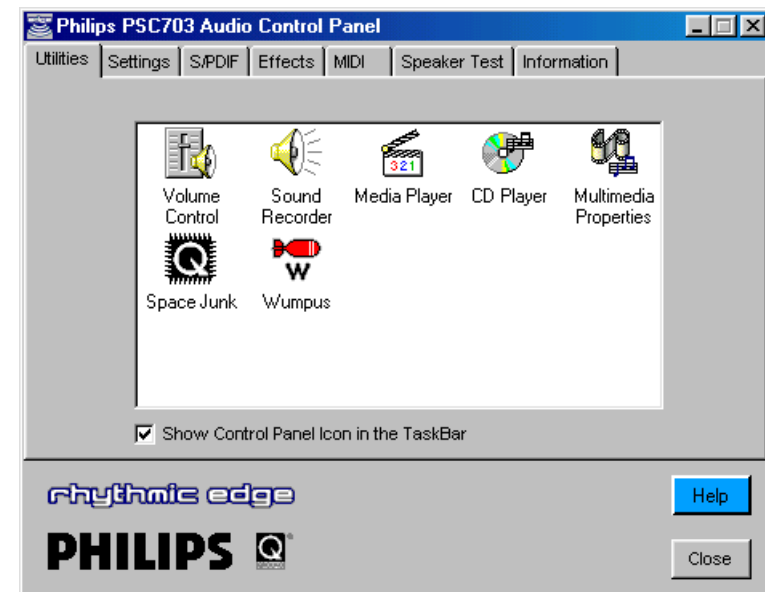 Philips PSC703 Audio Control Panel
Utilities Settings S/PDIF Effects MIDI Speaker Test Information
321
Volume Control
Sound Recorder
Media Player
CD Player
Multimedia Properties
Q
Space Junk
W
Wumpus
Show Control Panel Icon in the TaskBar
rhythmic edge
Help
PHILIPS Q
Close